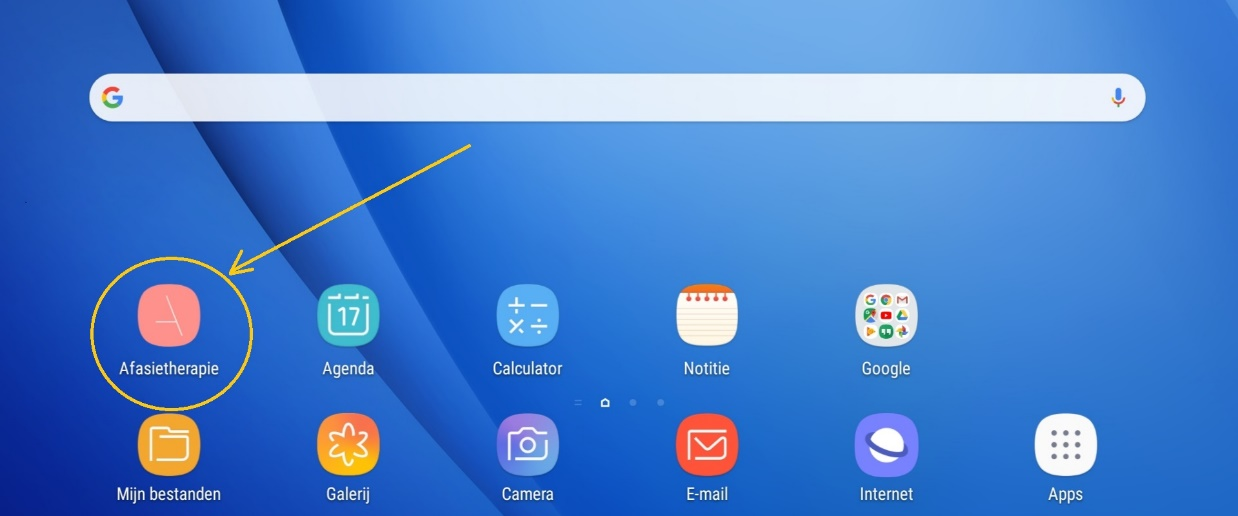 Afasietherapie
17
Agenda
Calculator
Notitie
Google
Mijn bestanden
Galerij
Camera
E-mail
Internet
Apps